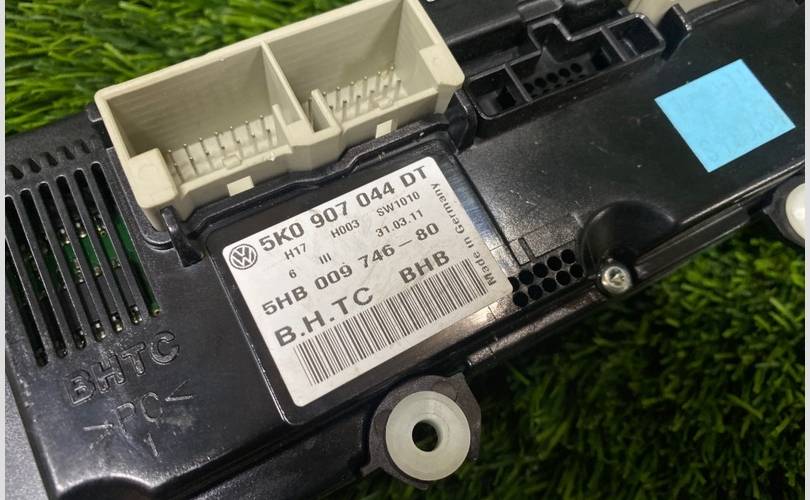 5K0 907 044 DT
H17 H003 SW1010
6 III 31.03.11
5HB 009 746-80
B.H.TC BHB
Made in Germany
BHTC
>PC<
1